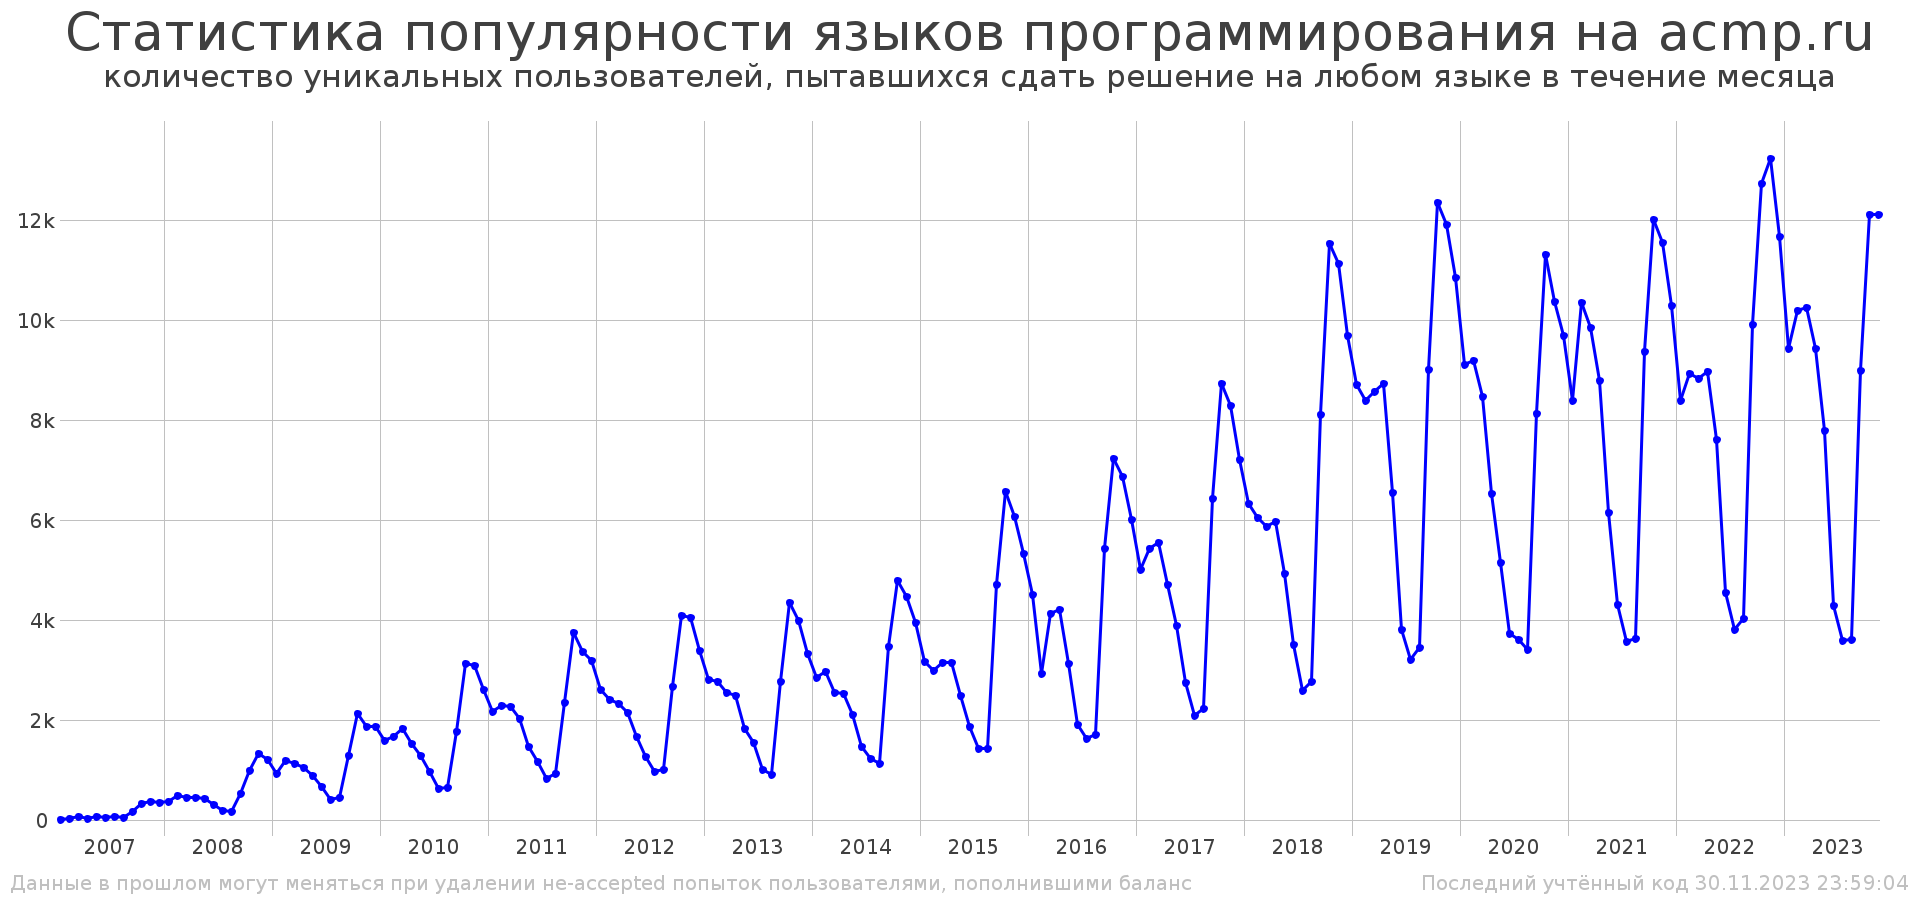 Статистика популярности языков программирования на acmp.ru
количество уникальных пользователей, пытавшихся сдать решение на любом языке в течение месяца
12k
10k
8k
6k
4k
2k
0
2007 2008 2009 2010 2011 2012 2013 2014 2015 2016 2017 2018 2019 2020 2021 2022 2023
Данные в прошлом могут меняться при удалении не-accepted попыток пользователями, пополнившими баланс
Последний учтённый код 30.11.2023 23:59:04